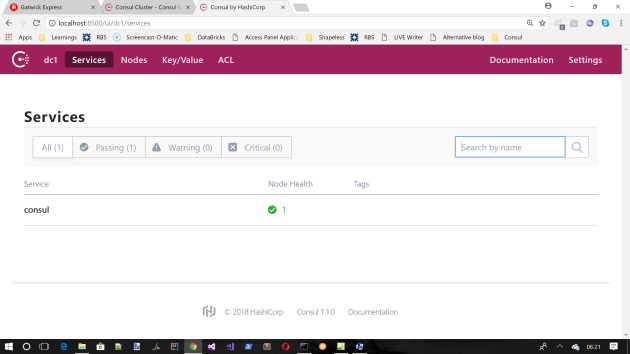 Gatwick Express
Consul Cluster - Consul b
Consul by HashiCorp
localhost:8500/ui/dc1/services
Apps Learnings RBS Screencast-O-Matic DataBricks Access Panel Applic Shapeless RBS LIVE Writer Alternative blog Consul
dc1 Services Nodes Key/Value ACL Documentation Settings
Services
All (1) Passing (1) Warning (0) Critical (0) Search by name
Service Node Health Tags
consul 1
© 2018 HashiCorp Consul 1.1.0 Documentation
06:21